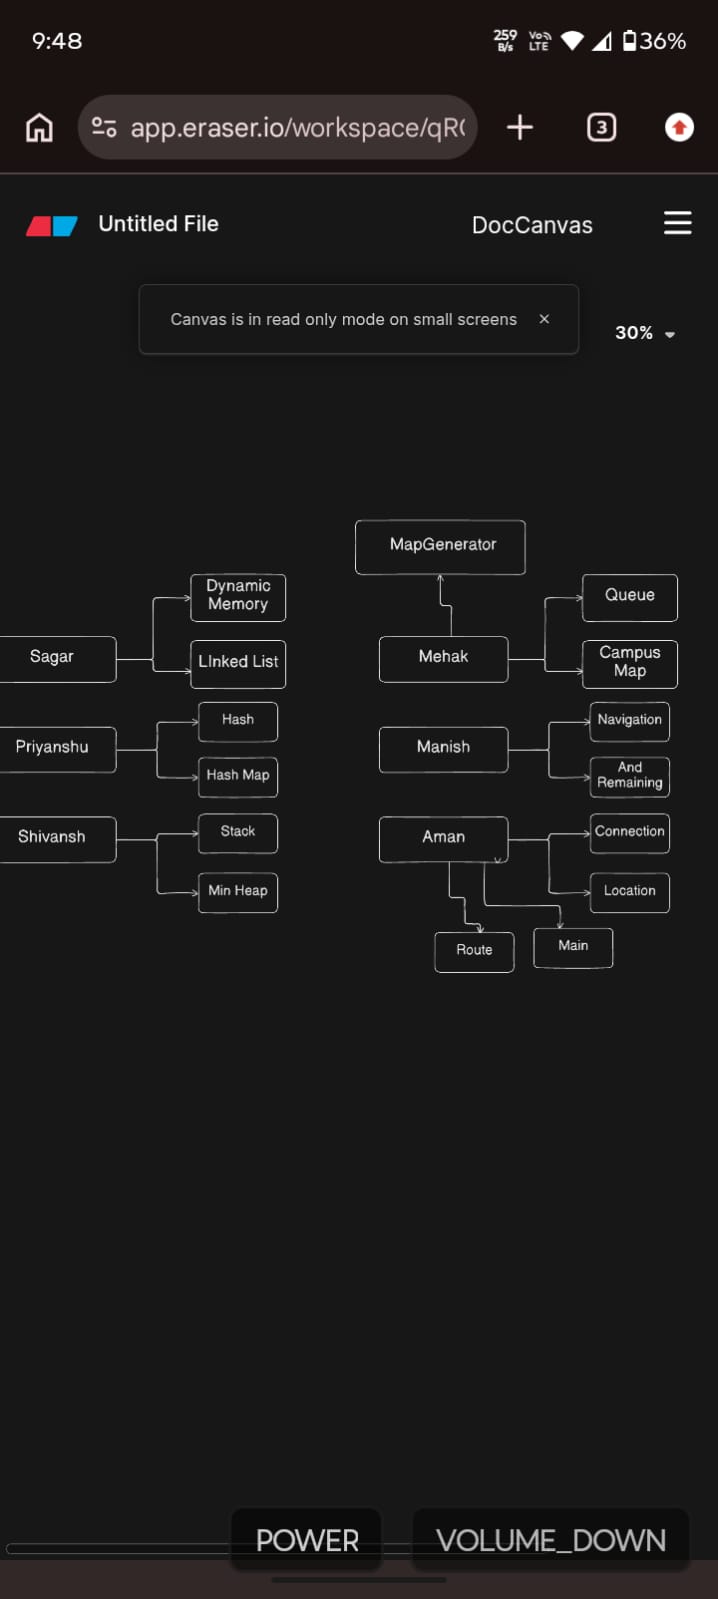 9:48
259
B/s
Vo
LTE
36%
app.eraser.io/workspace/qR
3
Untitled File
DocCanvas
Canvas is in read only mode on small screens ×
30%
MapGenerator
Dynamic
Memory
Queue
Sagar
LInked List
Mehak
Campus
Map
Hash
Navigation
Priyanshu
Manish
Hash Map
And
Remaining
Stack
Connection
Shivansh
Aman
Min Heap
Location
Route
Main
POWER
VOLUME_DOWN